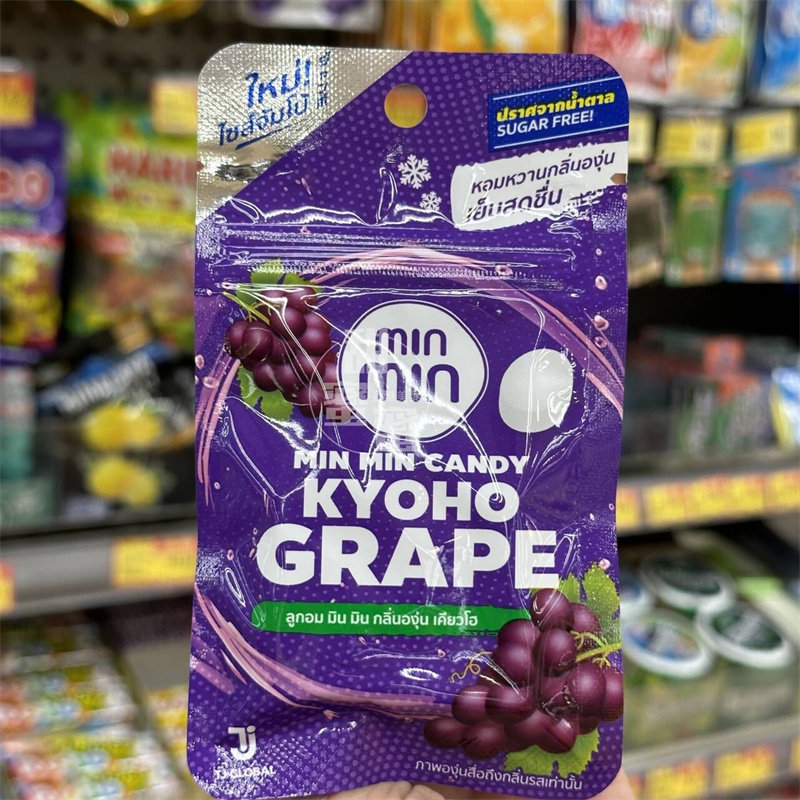 ใหม่!
ไซส์จัมโบ้
ปราศจากน้ำตาล
SUGAR FREE!
หอมหวานกลิ่นองุ่น
เย็นสดชื่น
min
min
MIN MIN CANDY
KYOHO
GRAPE
ลูกอม มิน มิน กลิ่นองุ่น เคียวโฮ
TJ GLOBAL
ภาพองุ่นสื่อถึงกลิ่นรสเท่านั้น